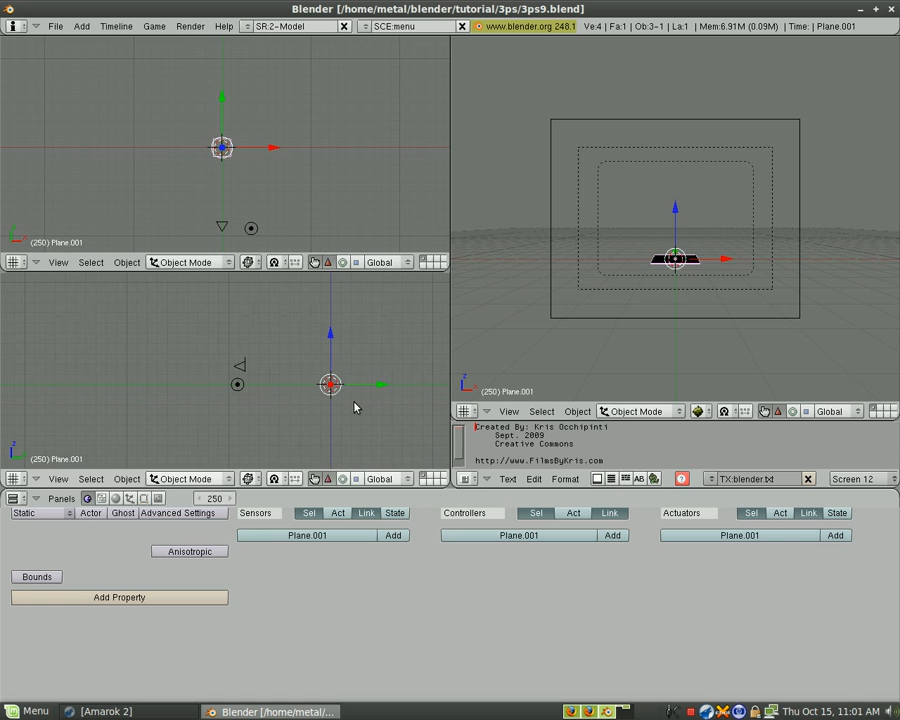 Blender [/home/metal/blender/tutorial/3ps/3ps9.blend]
File Add Timeline Game Render Help SR:2-Model SCE:menu www.blender.org 248.1 Ve:4 | Fa:1 | Ob:3-1 | La:1 | Mem:6.91M (0.09M) | Time: | Plane.001
(250) Plane.001
View Select Object Object Mode Global
(250) Plane.001
View Select Object Object Mode Global
(250) Plane.001
View Select Object Object Mode Global
Created By: Kris Occhipinti
Sept. 2009
Creative Commons
http://www.FilmsByKris.com
Text Edit Format AB TX:blender.txt Screen 12
Panels 250
Static Actor Ghost Advanced Settings
Anisotropic
Bounds
Add Property
Sensors Sel Act Link State
Plane.001 Add
Controllers Sel Act Link
Plane.001 Add
Actuators Sel Act Link State
Plane.001 Add
Menu [Amarok 2] Blender [/home/metal/... Thu Oct 15, 11:01 AM